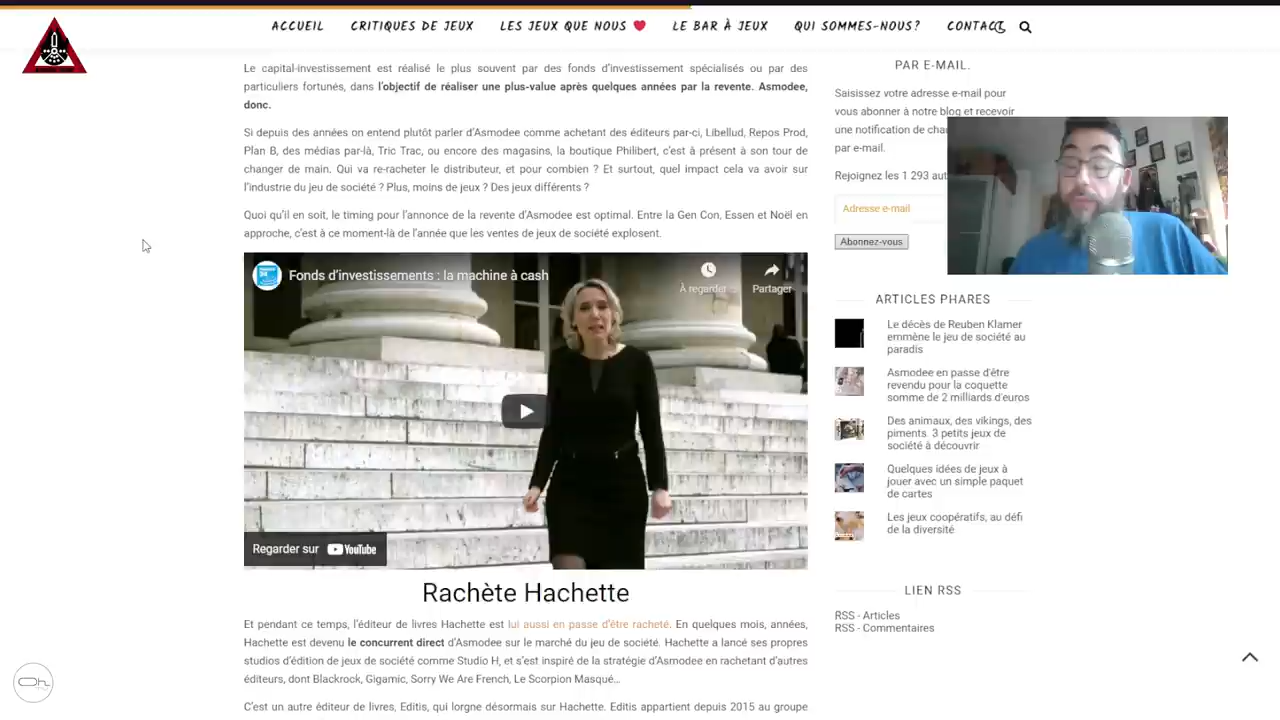 ACCUEIL CRITIQUES DE JEUX LES JEUX QUE NOUS LE BAR À JEUX QUI SOMMES-NOUS? CONTACT
Le capital-investissement est réalisé le plus souvent par des fonds d'investissement spécialisés ou par des
particuliers fortunés, dans l'objectif de réaliser une plus-value après quelques années par la revente. Asmodee,
donc.
Si depuis des années on entend plutôt parler d'Asmodee comme achetant des éditeurs par-ci, Libellud, Repos Prod,
Plan B, des médias par-là, Tric Trac, ou encore des magasins, la boutique Philibert, c'est à présent à son tour de
changer de main. Qui va re-racheter le distributeur, et pour combien ? Et surtout, quel impact cela va avoir sur
l'industrie du jeu de société ? Plus, moins de jeux ? Des jeux différents ?
Quoi qu'il en soit, le timing pour l'annonce de la revente d'Asmodee est optimal. Entre la Gen Con, Essen et Noël en
approche, c'est à ce moment-là de l'année que les ventes de jeux de société explosent.
Fonds d'investissements : la machine à cash
À regarder
Partager
Regarder sur YouTube
Rachète Hachette
Et pendant ce temps, l'éditeur de livres Hachette est lui aussi en passe d'être racheté. En quelques mois, années,
Hachette est devenu le concurrent direct d'Asmodee sur le marché du jeu de société. Hachette a lancé ses propres
studios d'édition de jeux de société comme Studio H, et s'est inspiré de la stratégie d'Asmodee en rachetant d'autres
éditeurs, dont Blackrock, Gigamic, Sorry We Are French, Le Scorpion Masqué…
C'est un autre éditeur de livres, Editis, qui lorgne désormais sur Hachette. Editis appartient depuis 2015 au groupe
PAR E-MAIL.
Saisissez votre adresse e-mail pour
vous abonner à notre blog et recevoir
une notification de
par e-mail.
Rejoignez les 1 293
Adresse e-mail
Abonnez-vous
ARTICLES PHARES
Le décès de Reuben Klamer
emmène le jeu de société au
paradis
Asmodee en passe d'être
revendu pour la coquette
somme de 2 milliards d'euros
Des animaux, des vikings, des
piments. 3 petits jeux de
société à découvrir
Quelques idées de jeux à
jouer avec un simple paquet
de cartes
Les jeux coopératifs, au défi
de la diversité
LIEN RSS
RSS - Articles
RSS - Commentaires